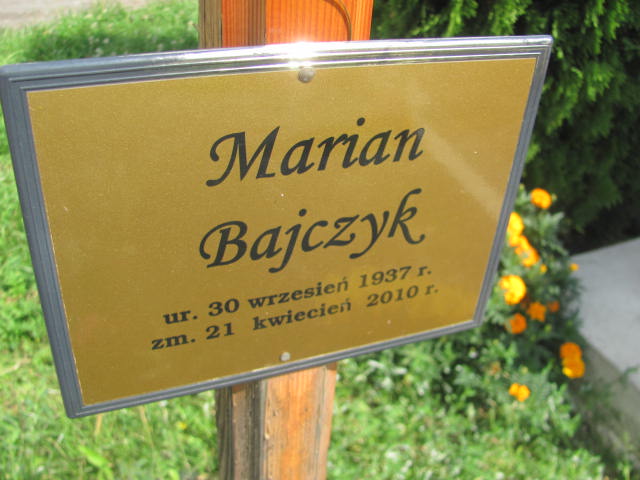 Marian
Bajczyk
ur. 30 wrzesień 1937 r.
zm. 21 kwiecień 2010 r.